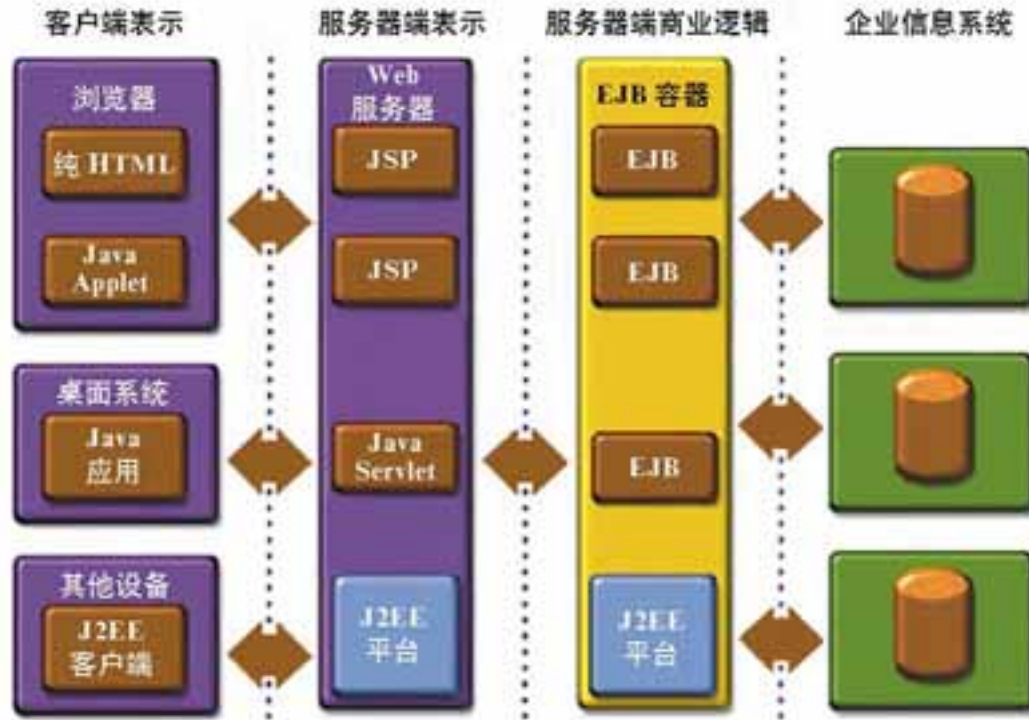 客户端表示
服务器端表示
服务器端商业逻辑
企业信息系统
浏览器
纯 HTML
Java
Applet
桌面系统
Java
应用
其他设备
J2EE
客户端
Web
服务器
JSP
JSP
Java
Servlet
J2EE
平台
EJB 容器
EJB
EJB
EJB
J2EE
平台